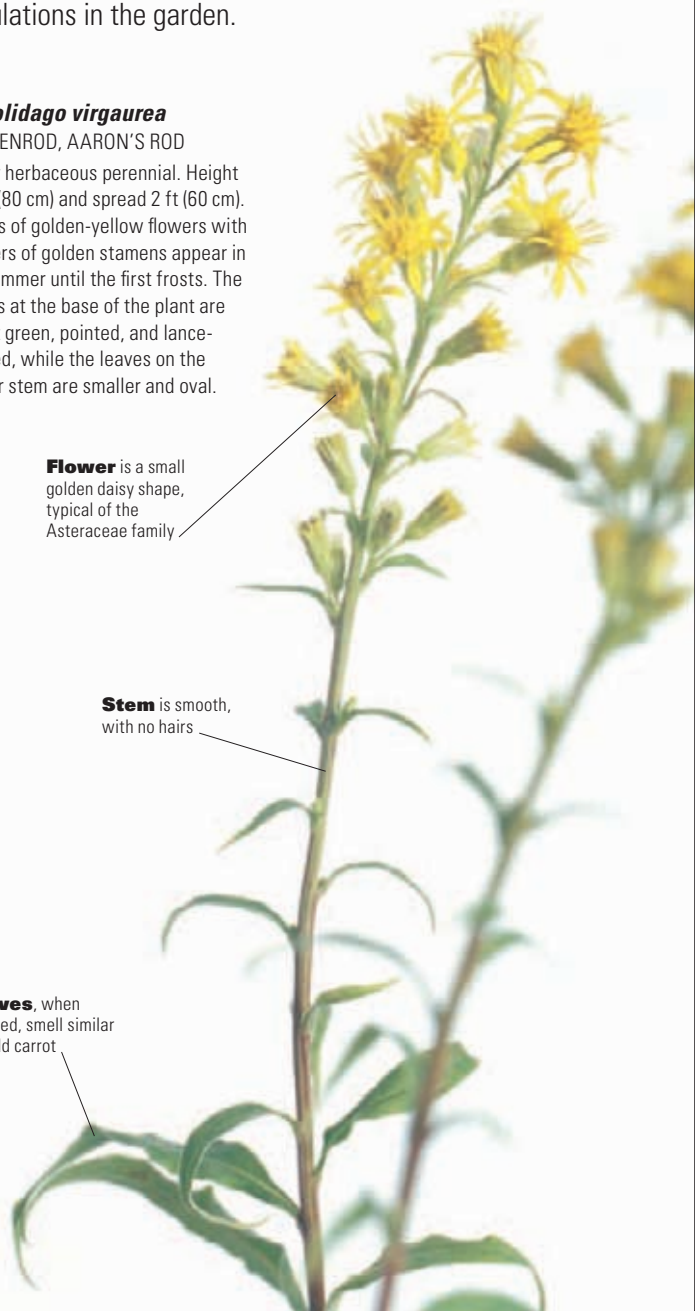 ulations in the garden.
olidago virgaurea
ENROD, AARON'S ROD
herbaceous perennial. Height
(80 cm) and spread 2 ft (60 cm).
s of golden-yellow flowers with
ers of golden stamens appear in
mmer until the first frosts. The
s at the base of the plant are
green, pointed, and lance-
ed, while the leaves on the
r stem are smaller and oval.
Flower is a small
golden daisy shape,
typical of the
Asteraceae family
Stem is smooth,
with no hairs
ves, when
ed, smell similar
ld carrot